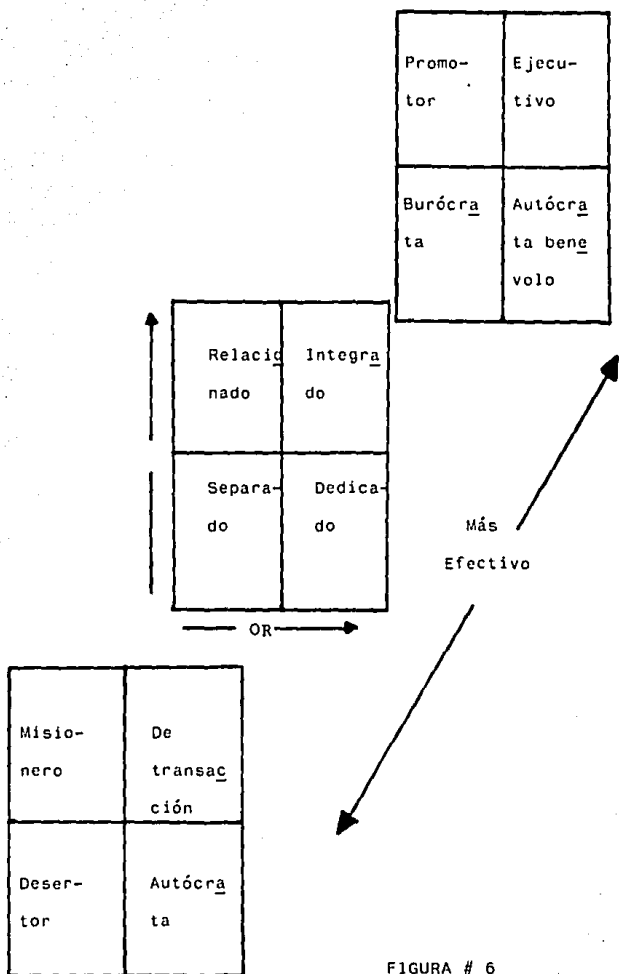 Promo- Ejecu-
tor tivo
Burócra Autócra
ta ta bene
volo
Relacio Integra
nado do
Separa- Dedica-
do do
Más
Efectivo
OR
Misio- De
nero transac
ción
Deser- Autócra
tor ta
FIGURA # 6